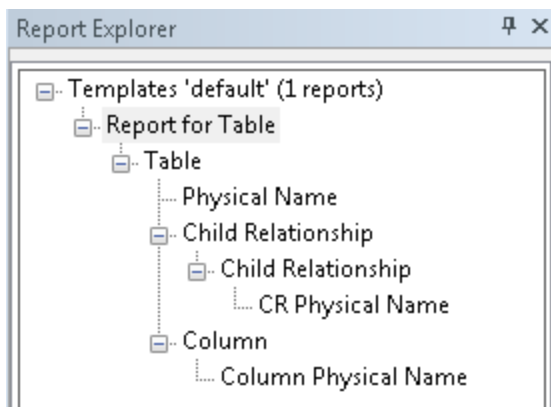 Report Explorer
Templates 'default' (1 reports)
Report for Table
Table
Physical Name
Child Relationship
Child Relationship
CR Physical Name
Column
Column Physical Name